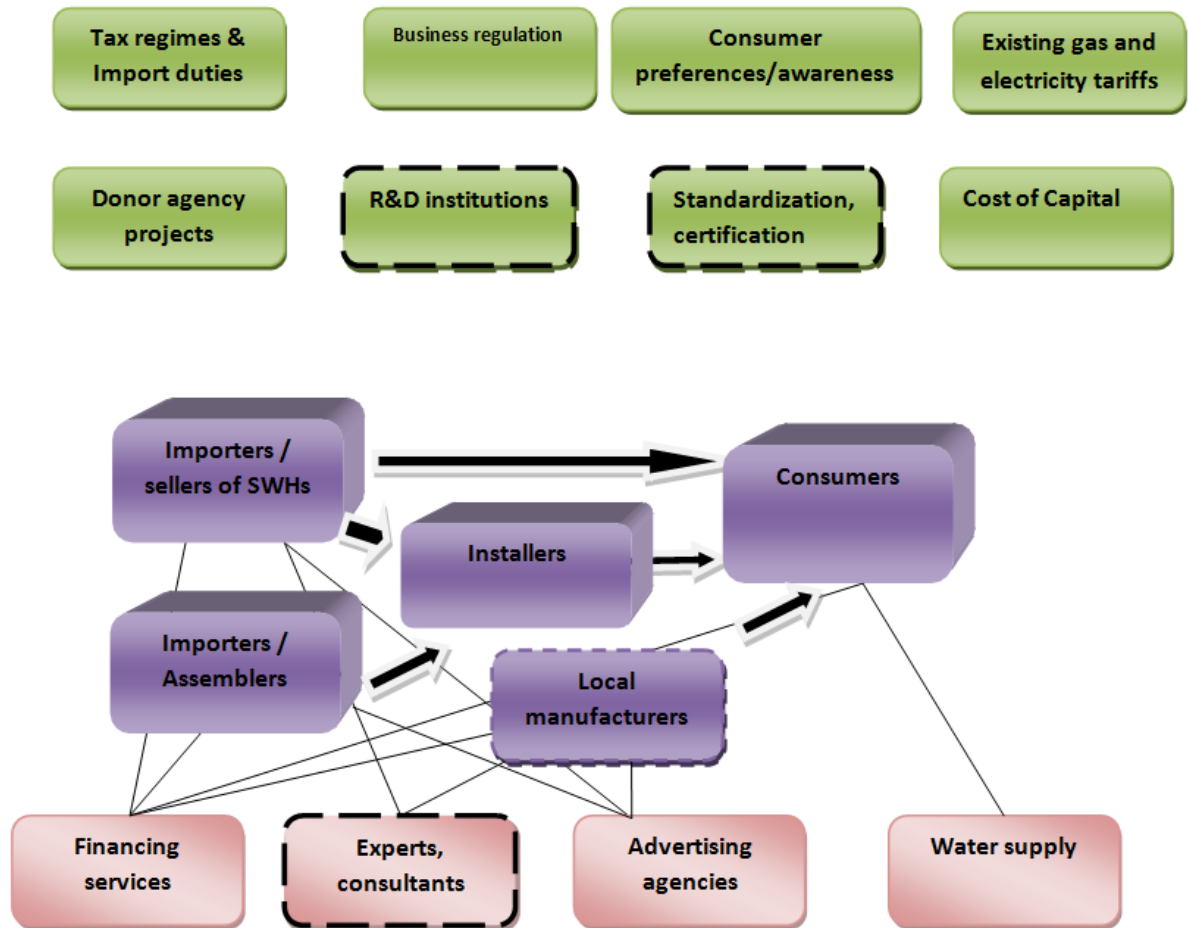 Tax regimes &
Import duties
Business regulation
Consumer
preferences/awareness
Existing gas and
electricity tariffs
Donor agency
projects
R&D institutions
Standardization,
certification
Cost of Capital
Importers /
sellers of SWHs
Consumers
Installers
Importers /
Assemblers
Local
manufacturers
Financing
services
Experts,
consultants
Advertising
agencies
Water supply